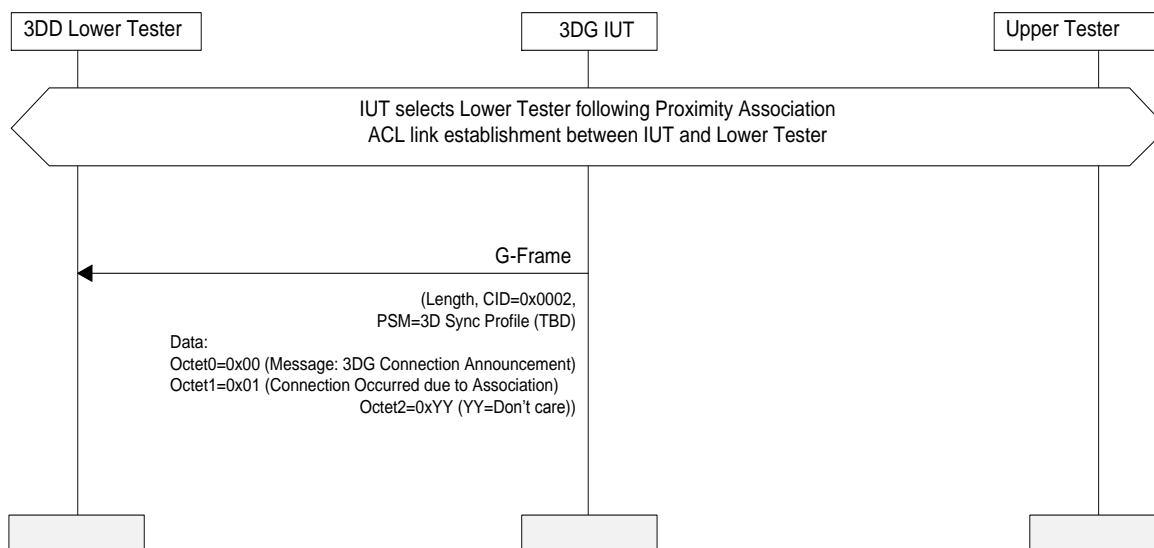 3DD Lower Tester
3DG IUT
Upper Tester
IUT selects Lower Tester following Proximity Association
ACL link establishment between IUT and Lower Tester
G-Frame
(Length, CID=0x0002,
PSM=3D Sync Profile (TBD)
Data:
Octet0=0x00 (Message: 3DG Connection Announcement)
Octet1=0x01 (Connection Occurred due to Association)
Octet2=0xYY (YY=Don't care))